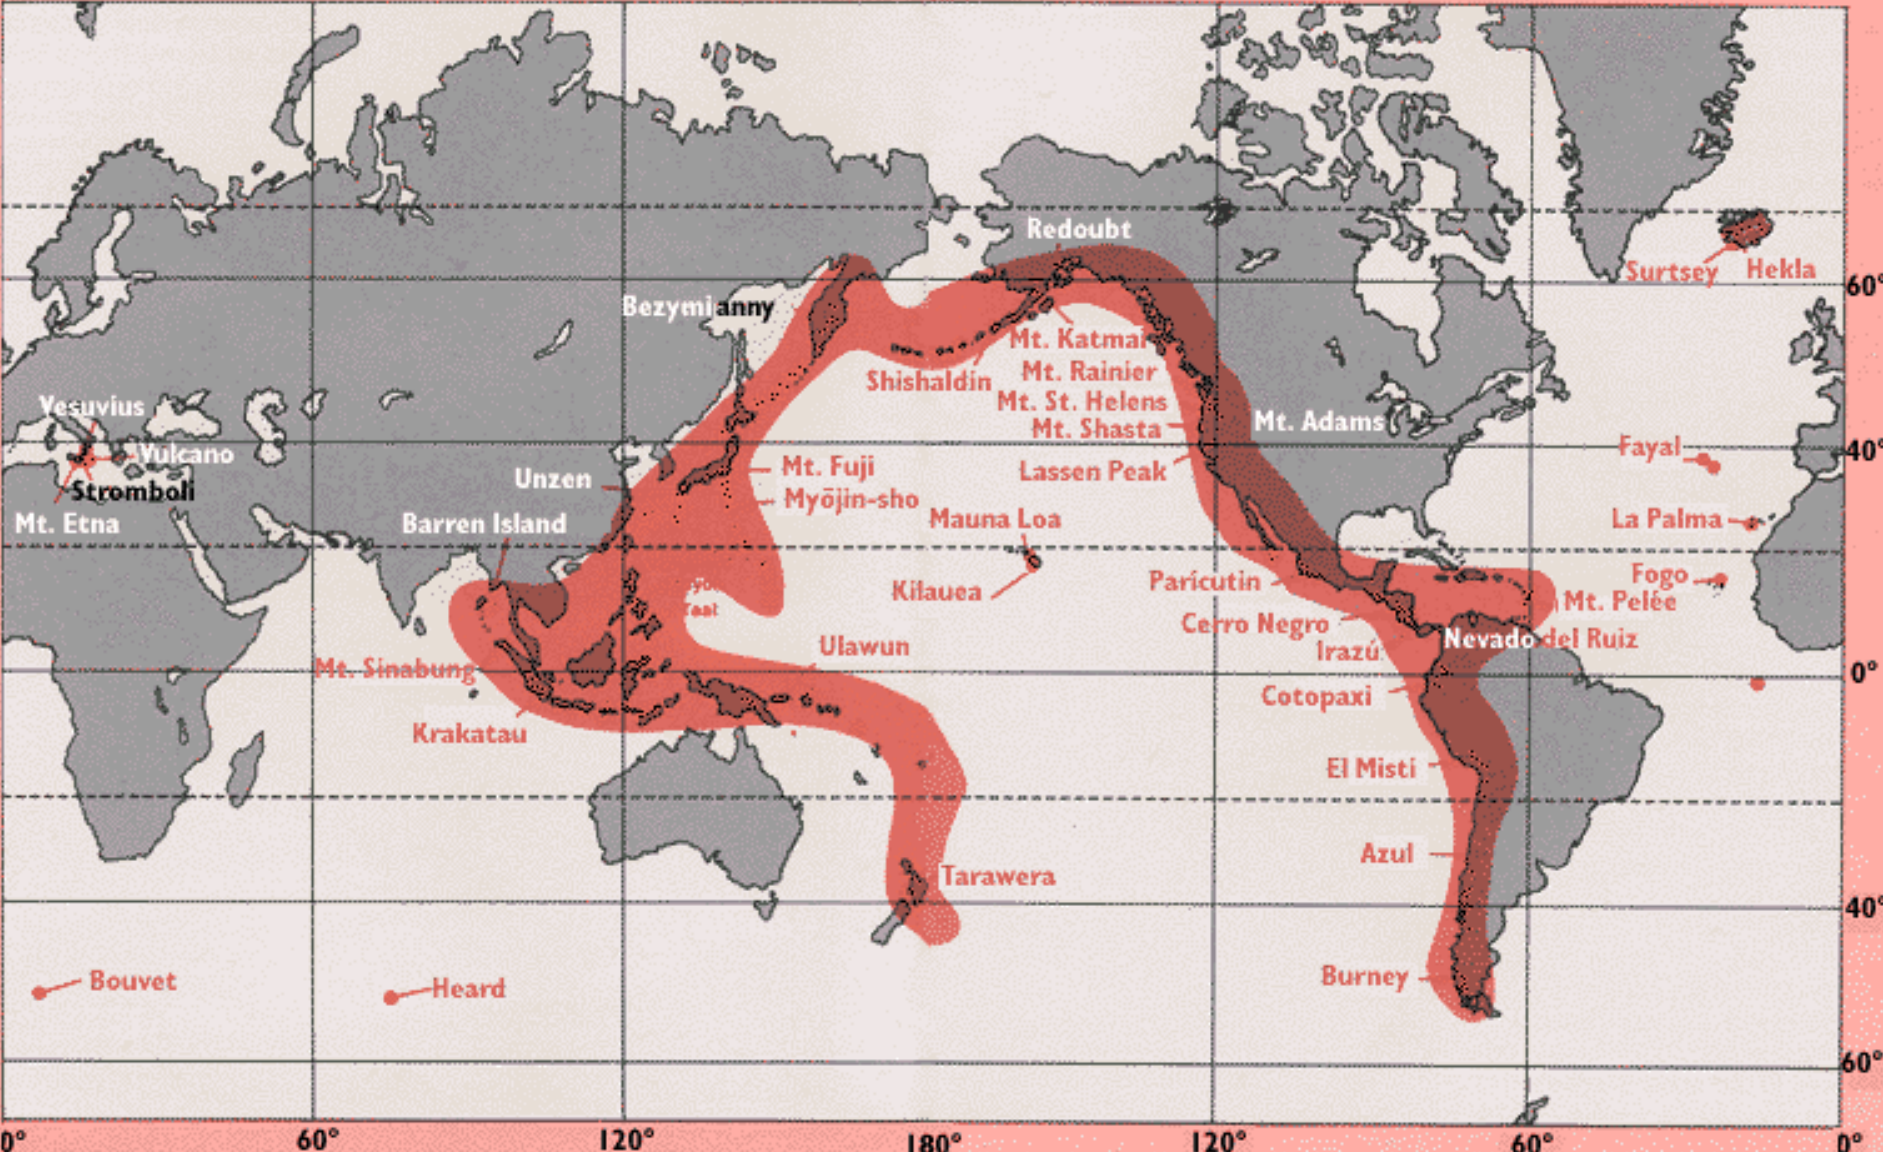 Redoubt
Surtsey
Hekla
60°
Bezymianny
Mt. Katmai
Shishaldin
Mt. Rainier
Mt. St. Helens
Mt. Shasta
Mt. Adams
Lassen Peak
Vesuvius
Vulcano
Stromboli
Mt. Etna
Unzen
Barren Island
Mt. Fuji
Myōjin-sho
Mauna Loa
Kilauea
Fayal
40°
La Palma
Fogo
Parícutin
Mt. Pelée
Cerro Negro
Nevado del Ruiz
Irazú
Taal
Ulawun
Mt. Sinabung
0°
Cotopaxi
Krakatau
El Misti
Azul
Tarawera
40°
Burney
Bouvet
Heard
60°
0° 60° 120° 180° 120° 60° 0°